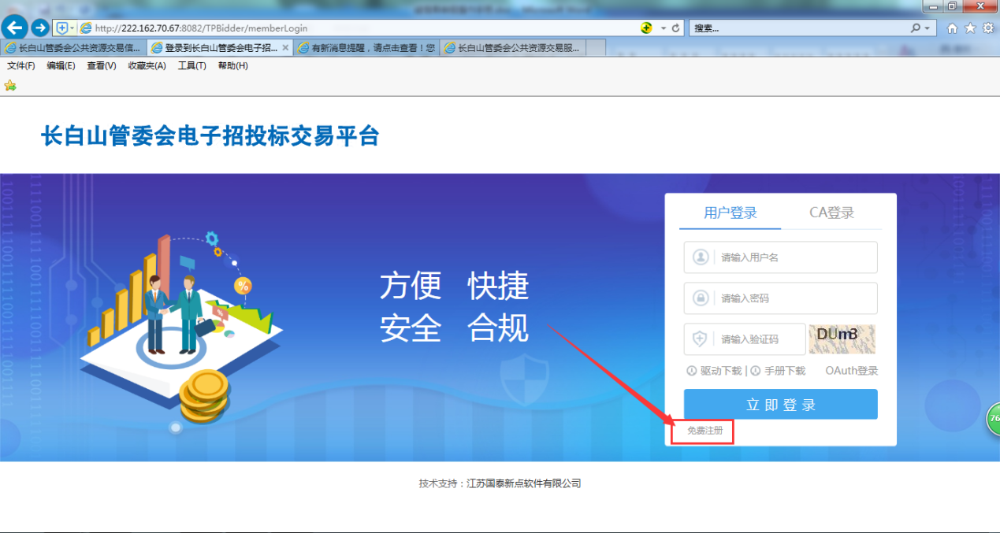 http://222.162.70.67:8082/TPBidder/memberLogin
搜索...
长白山管委会公共资源交易信...
登录到长白山管委会电子招...
有新消息提醒，请点击查看！您
长白山管委会公共资源交易服...
文件(F) 编辑(E) 查看(V) 收藏夹(A) 工具(T) 帮助(H)
长白山管委会电子招投标交易平台
方便 快捷
安全 合规
用户登录 CA登录
请输入用户名
请输入密码
请输入验证码 DUm3
驱动下载 | 手册下载 OAuth登录
立即登录
免费注册
76
技术支持：江苏国泰新点软件有限公司